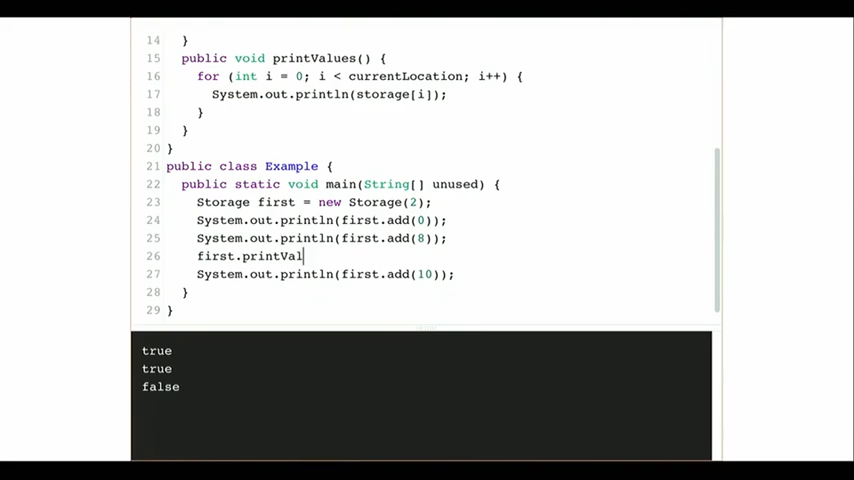 14 }
15 public void printValues() {
16 for (int i = 0; i < currentLocation; i++) {
17 System.out.println(storage[i]);
18 }
19 }
20 }
21 public class Example {
22 public static void main(String[] unused) {
23 Storage first = new Storage(2);
24 System.out.println(first.add(0));
25 System.out.println(first.add(8));
26 first.printVal
27 System.out.println(first.add(10));
28 }
29 }
true
true
false